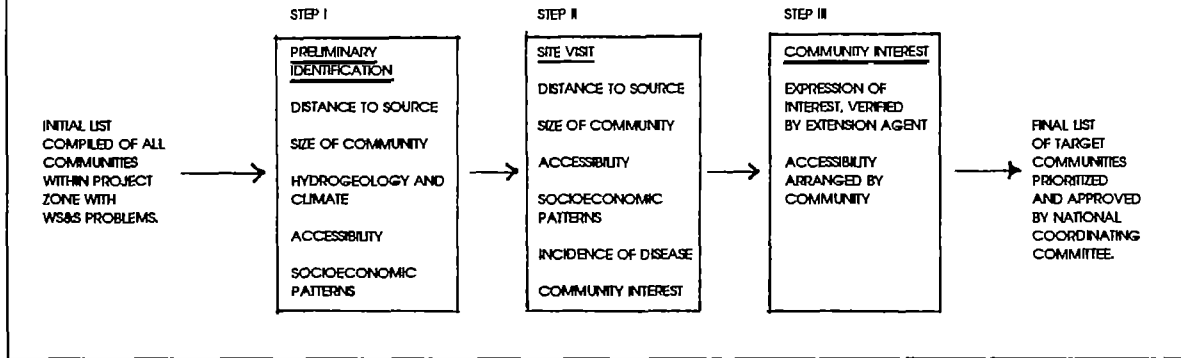 STEP I
STEP II
STEP III
INITIAL LIST
COMPILED OF ALL
COMMUNITIES
WITHIN PROJECT
ZONE WITH
WS&S PROBLEMS.
PRELIMINARY
IDENTIFICATION
DISTANCE TO SOURCE
SIZE OF COMMUNITY
HYDROGEOLOGY AND
CLIMATE
ACCESSIBILITY
SOCIOECONOMIC
PATTERNS
SITE VISIT
DISTANCE TO SOURCE
SIZE OF COMMUNITY
ACCESSIBILITY
SOCIOECONOMIC
PATTERNS
INCIDENCE OF DISEASE
COMMUNITY INTEREST
COMMUNITY INTEREST
EXPRESSION OF
INTEREST, VERIFIED
BY EXTENSION AGENT
ACCESSIBILITY
ARRANGED BY
COMMUNITY
FINAL LIST
OF TARGET
COMMUNITIES
PRIORITIZED
AND APPROVED
BY NATIONAL
COORDINATING
COMMITTEE.